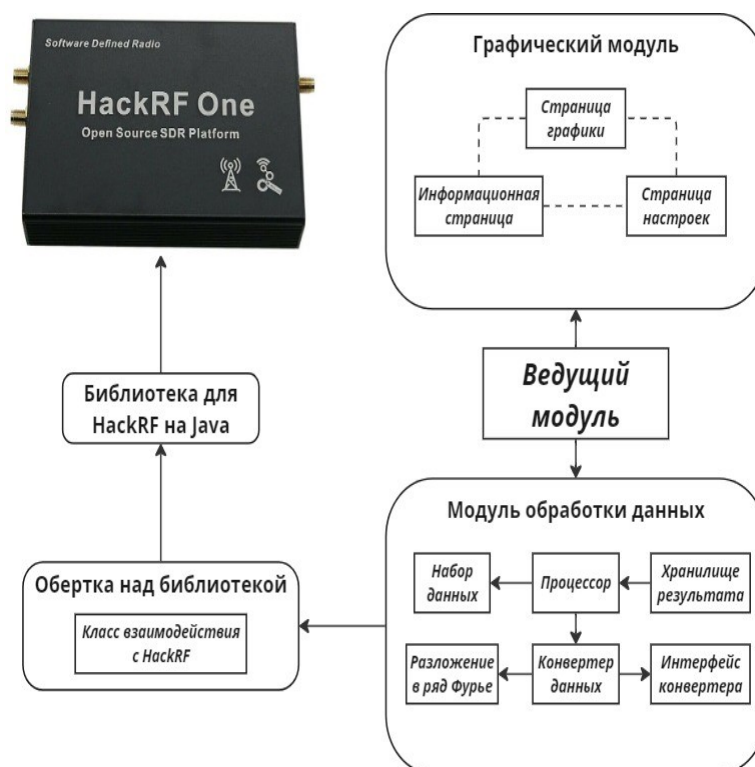 Software Defined Radio
HackRF One
Open Source SDR Platform
Графический модуль
Страница
графики
Информационная
страница
Страница
настроек
Ведущий
модуль
Библиотека для
HackRF на Java
Модуль обработки данных
Набор
данных
Процессор
Хранилище
результата
Разложение
в ряд Фурье
Конвертер
данных
Интерфейс
конвертера
Обертка над библиотекой
Класс взаимодействия
с HackRF